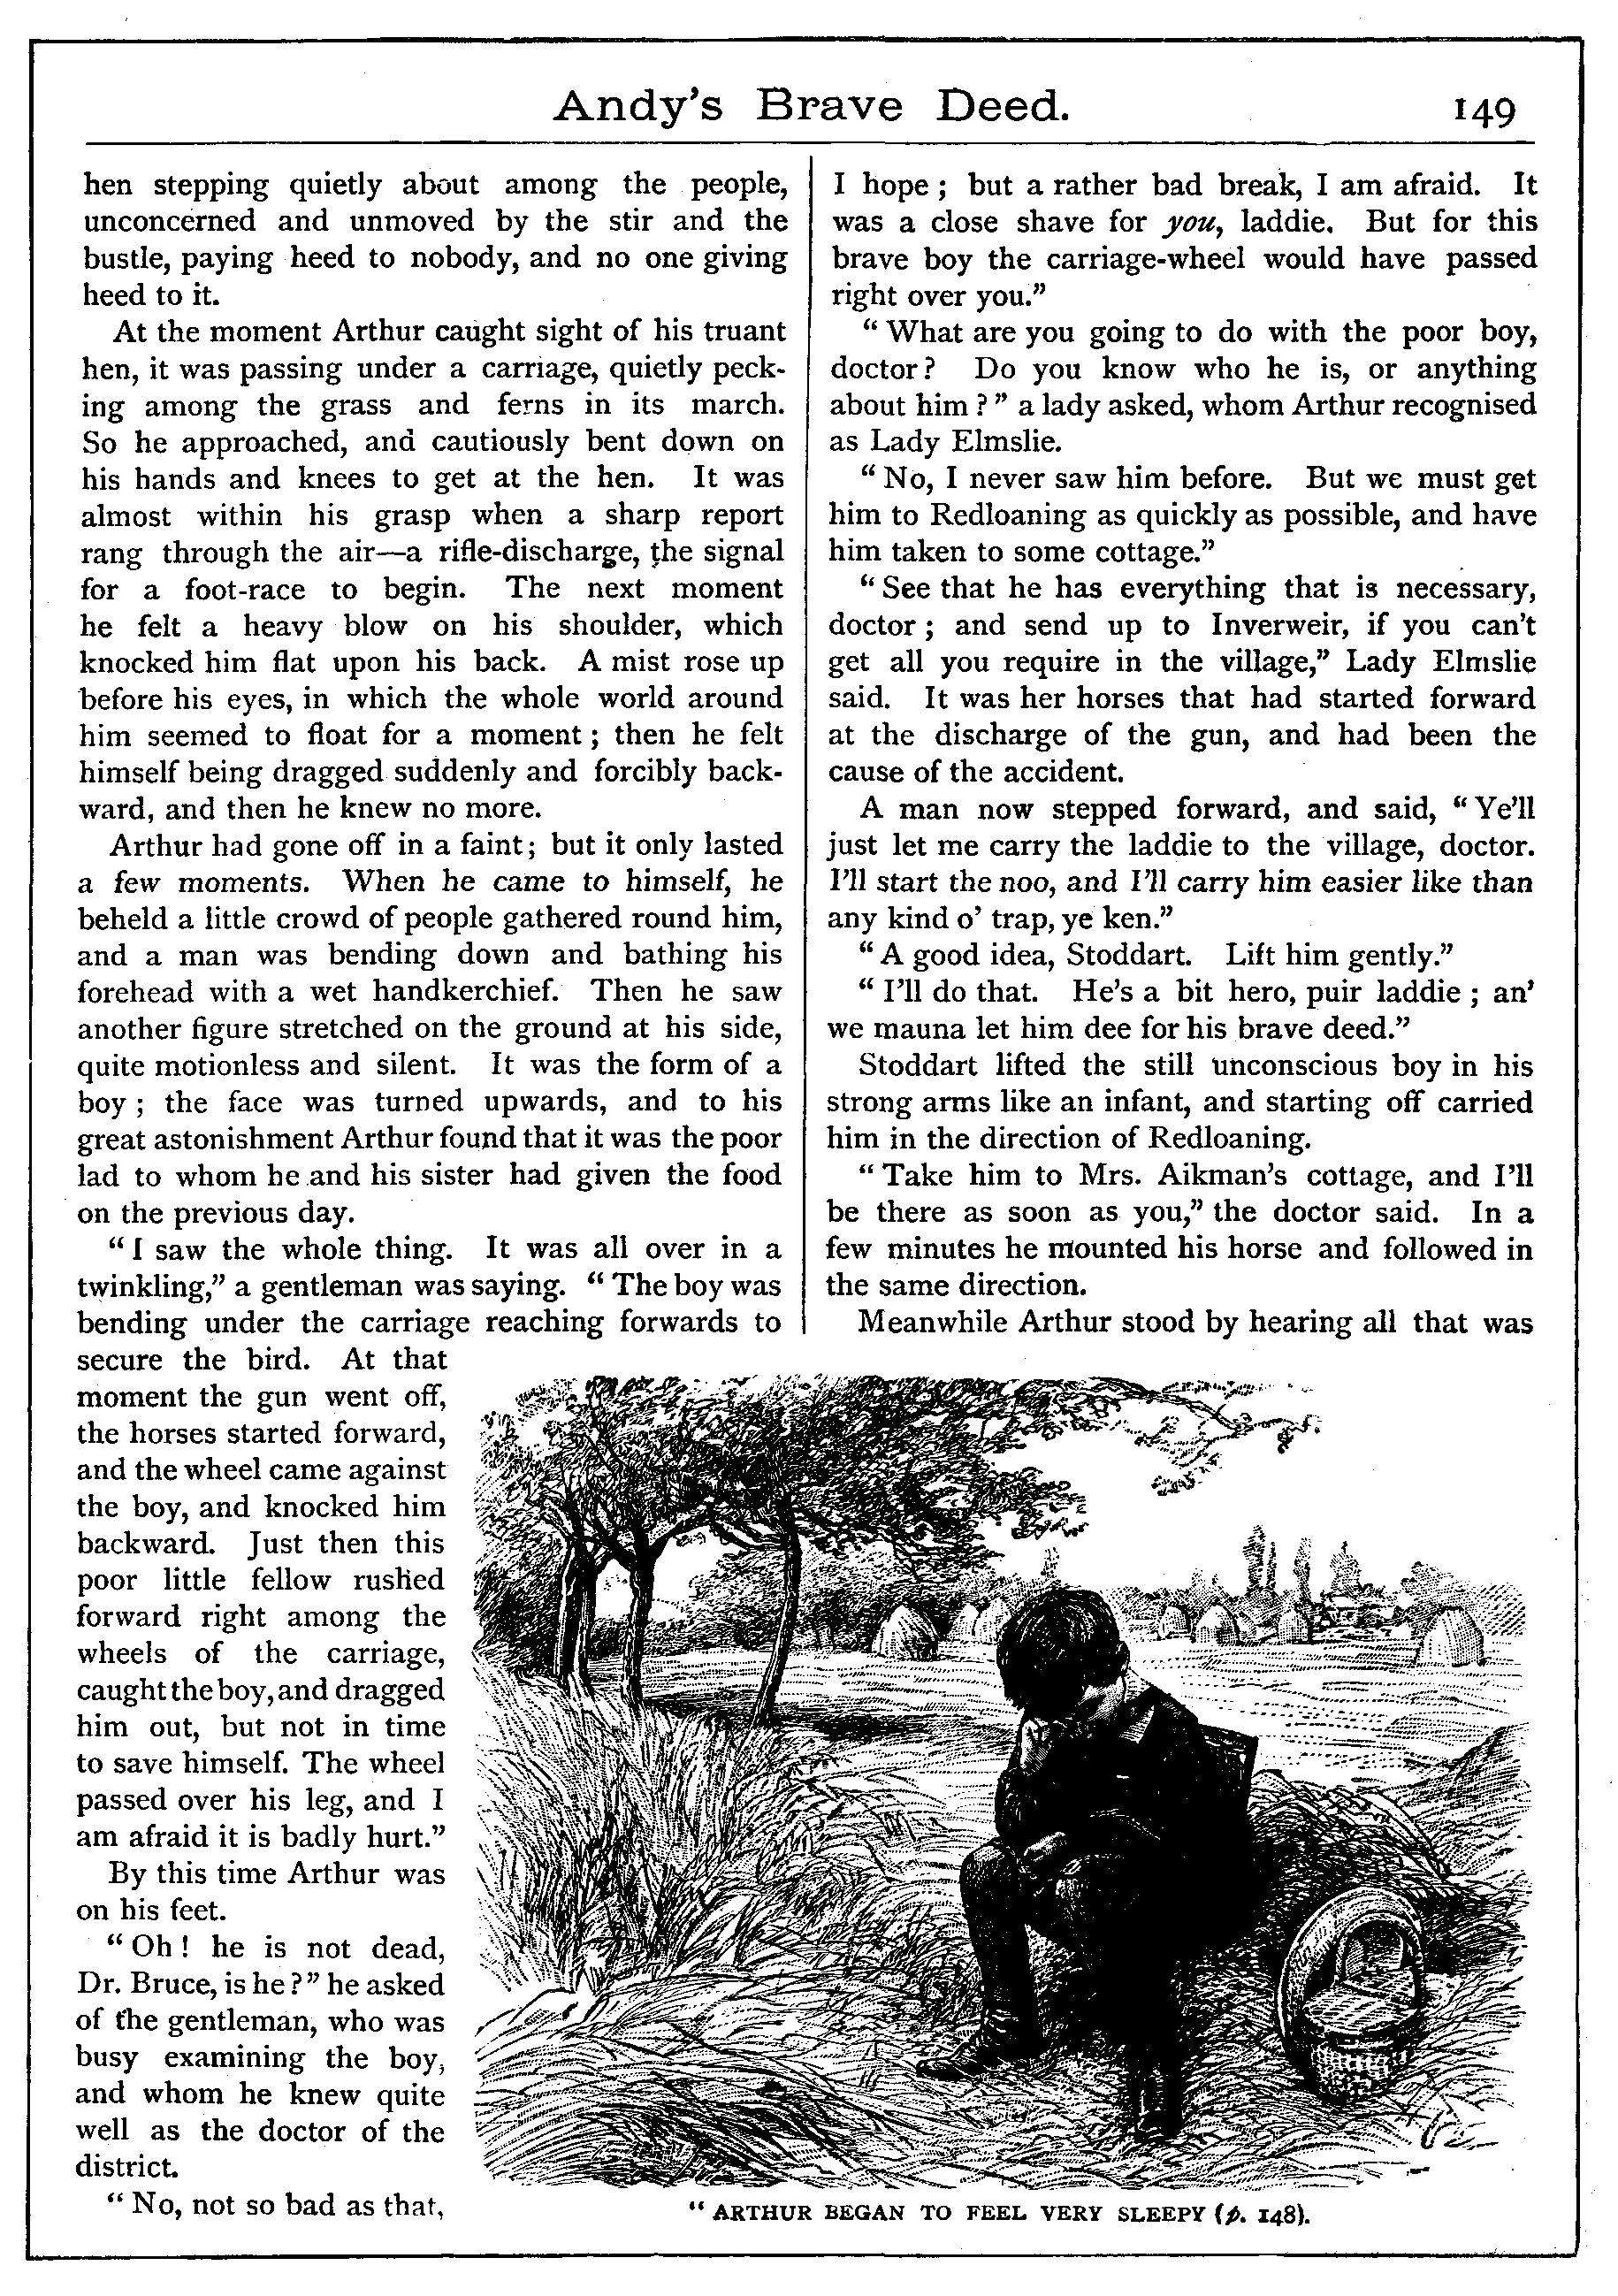 Andy's Brave Deed.
149
hen stepping quietly about among the people,
unconcerned and unmoved by the stir and the
bustle, paying heed to nobody, and no one giving
heed to it.
At the moment Arthur caught sight of his truant
hen, it was passing under a carriage, quietly peck-
ing among the grass and ferns in its march.
So he approached, and cautiously bent down on
his hands and knees to get at the hen. It was
almost within his grasp when a sharp report
rang through the air—a rifle-discharge, the signal
for a foot-race to begin. The next moment
he felt a heavy blow on his shoulder, which
knocked him flat upon his back. A mist rose up
before his eyes, in which the whole world around
him seemed to float for a moment; then he felt
himself being dragged suddenly and forcibly back-
ward, and then he knew no more.
Arthur had gone off in a faint; but it only lasted
a few moments. When he came to himself, he
beheld a little crowd of people gathered round him,
and a man was bending down and bathing his
forehead with a wet handkerchief. Then he saw
another figure stretched on the ground at his side,
quite motionless and silent. It was the form of a
boy; the face was turned upwards, and to his
great astonishment Arthur found that it was the poor
lad to whom he and his sister had given the food
on the previous day.
"I saw the whole thing. It was all over in a
twinkling," a gentleman was saying. "The boy was
bending under the carriage reaching forwards to
secure the bird. At that
moment the gun went off,
the horses started forward,
and the wheel came against
the boy, and knocked him
backward. Just then this
poor little fellow rushed
forward right among the
wheels of the carriage,
caught the boy, and dragged
him out, but not in time
to save himself. The wheel
passed over his leg, and I
am afraid it is badly hurt."
By this time Arthur was
on his feet.
"Oh! he is not dead,
Dr. Bruce, is he?" he asked
of the gentleman, who was
busy examining the boy,
and whom he knew quite
well as the doctor of the
district.
"No, not so bad as that,
I hope; but a rather bad break, I am afraid. It
was a close shave for you, laddie. But for this
brave boy the carriage-wheel would have passed
right over you."
"What are you going to do with the poor boy,
doctor? Do you know who he is, or anything
about him?" a lady asked, whom Arthur recognised
as Lady Elmslie.
"No, I never saw him before. But we must get
him to Redloaning as quickly as possible, and have
him taken to some cottage."
"See that he has everything that is necessary,
doctor; and send up to Inverweir, if you can't
get all you require in the village," Lady Elmslie
said. It was her horses that had started forward
at the discharge of the gun, and had been the
cause of the accident.
A man now stepped forward, and said, "Ye'll
just let me carry the laddie to the village, doctor.
I'll start the noo, and I'll carry him easier like than
any kind o' trap, ye ken."
"A good idea, Stoddart. Lift him gently."
"I'll do that. He's a bit hero, puir laddie; an'
we mauna let him dee for his brave deed."
Stoddart lifted the still unconscious boy in his
strong arms like an infant, and starting off carried
him in the direction of Redloaning.
"Take him to Mrs. Aikman's cottage, and I'll
be there as soon as you," the doctor said. In a
few minutes he mounted his horse and followed in
the same direction.
Meanwhile Arthur stood by hearing all that was
"ARTHUR BEGAN TO FEEL VERY SLEEPY (p. 148).